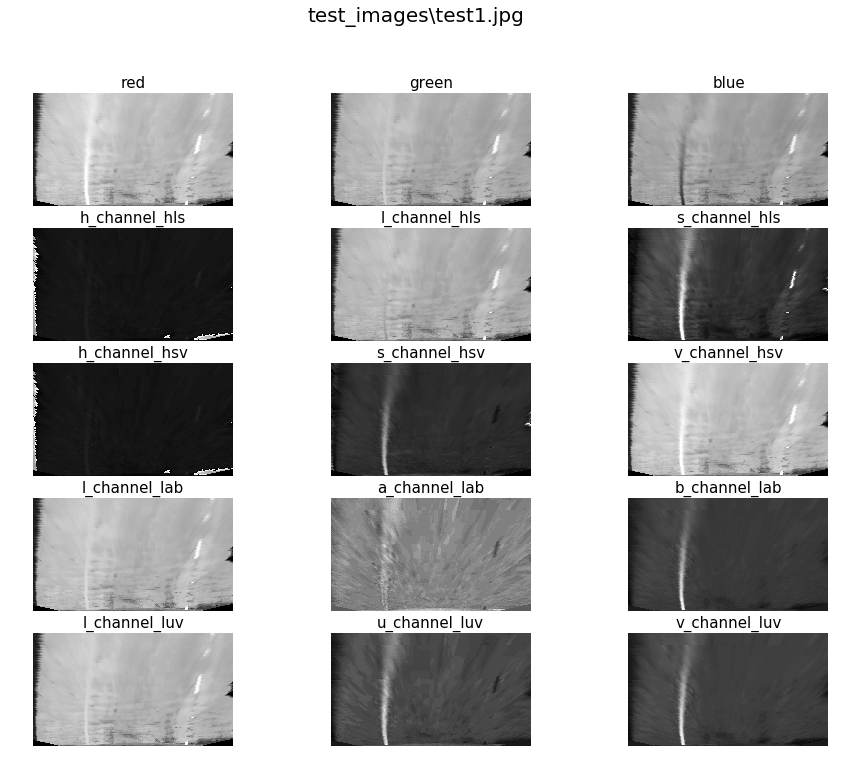 test_images\test1.jpg
red green blue
h_channel_hls l_channel_hls s_channel_hls
h_channel_hsv s_channel_hsv v_channel_hsv
l_channel_lab a_channel_lab b_channel_lab
l_channel_luv u_channel_luv v_channel_luv